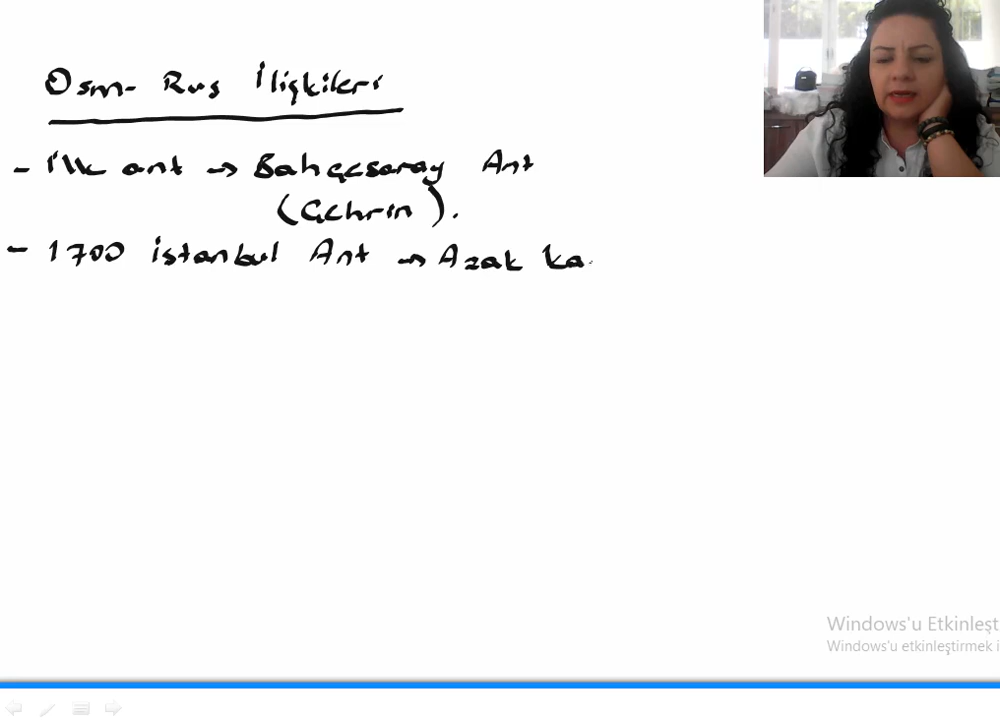 Osm- Rus İlişkileri
- İlk ant → Bahçesaray Ant
(Çehrin).
- 1700 İstanbul Ant → Azak ka
Windows'u Etkinleşt
Windows'u etkinleştirmek i